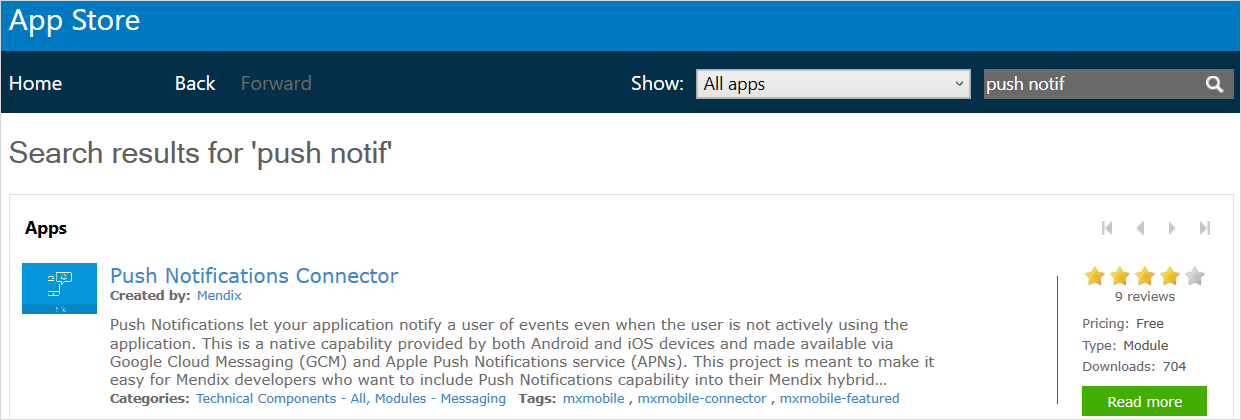 App Store
Home Back Forward Show: All apps push notif
Search results for 'push notif'
Apps
Push Notifications Connector
Created by: Mendix
Push Notifications let your application notify a user of events even when the user is not actively using the
application. This is a native capability provided by both Android and iOS devices and made available via
Google Cloud Messaging (GCM) and Apple Push Notifications service (APNs). This project is meant to make it
easy for Mendix developers who want to include Push Notifications capability into their Mendix hybrid...
Categories: Technical Components - All, Modules - Messaging Tags: mxmobile , mxmobile-connector , mxmobile-featured
9 reviews
Pricing: Free
Type: Module
Downloads: 704
Read more